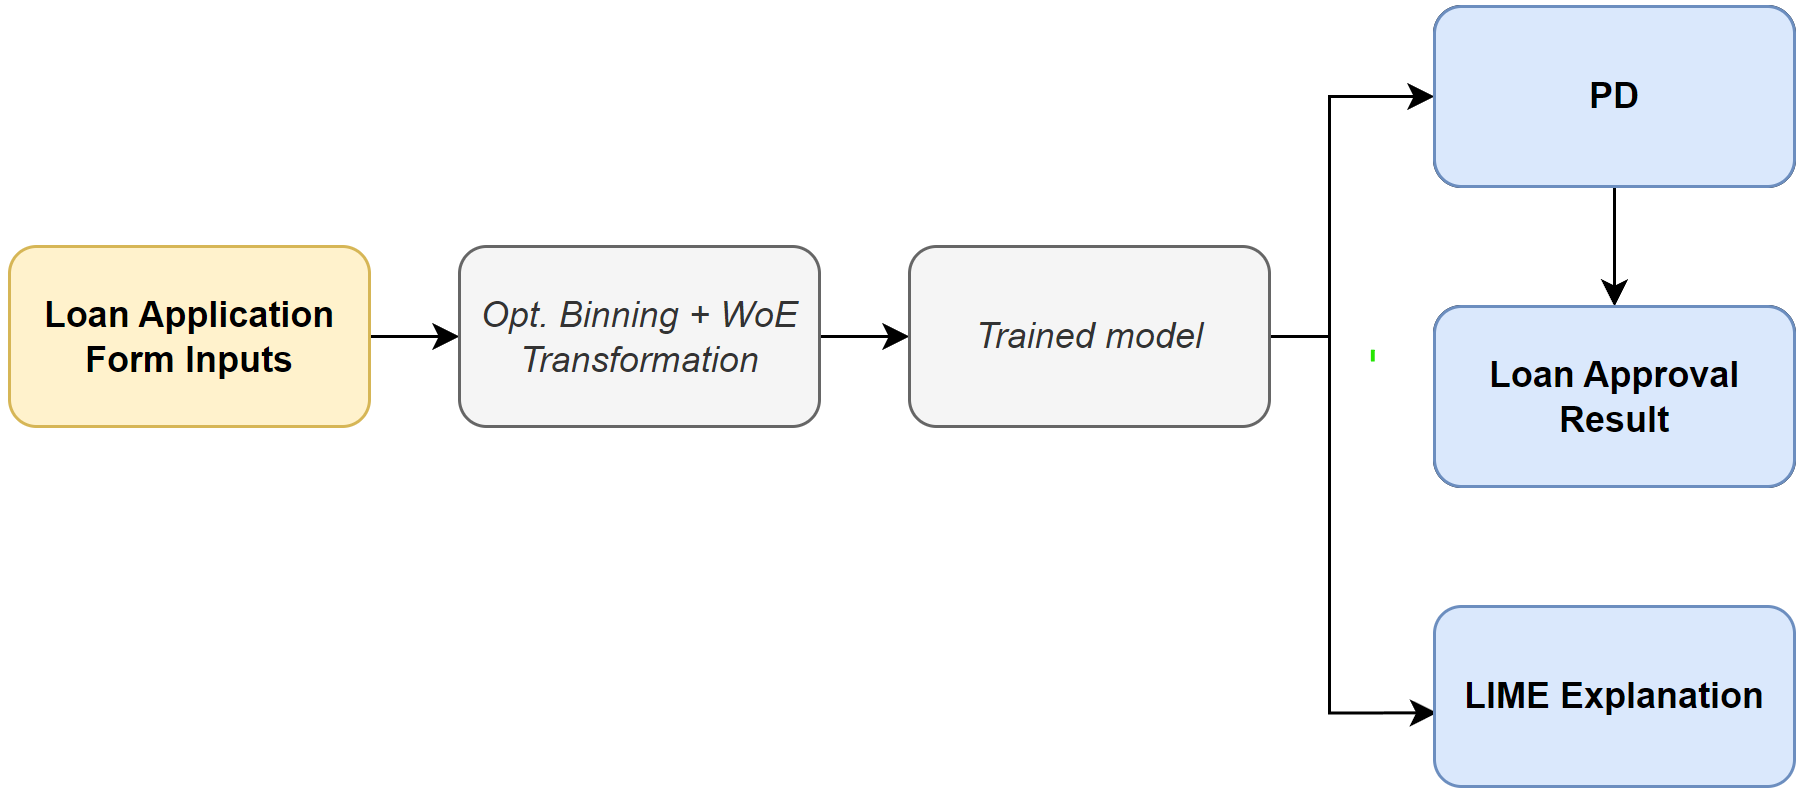 Loan Application
Form Inputs
Opt. Binning + WoE
Transformation
Trained model
PD
Loan Approval
Result
LIME Explanation